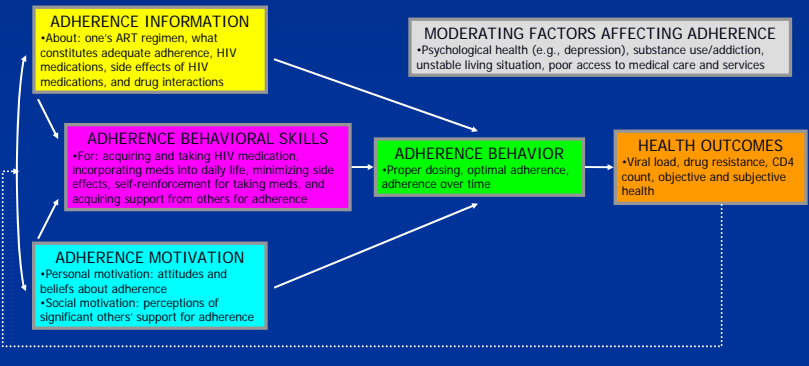 ADHERENCE INFORMATION
•About: one's ART regimen, what
constitutes adequate adherence, HIV
medications, side effects of HIV
medications, and drug interactions
MODERATING FACTORS AFFECTING ADHERENCE
•Psychological health (e.g., depression), substance use/addiction,
unstable living situation, poor access to medical care and services
ADHERENCE BEHAVIORAL SKILLS
•For: acquiring and taking HIV medication,
incorporating meds into daily life, minimizing side
effects, self-reinforcement for taking meds, and
acquiring support from others for adherence
ADHERENCE BEHAVIOR
•Proper dosing, optimal adherence,
adherence over time
HEALTH OUTCOMES
•Viral load, drug resistance, CD4
count, objective and subjective
health
ADHERENCE MOTIVATION
•Personal motivation: attitudes and
beliefs about adherence
•Social motivation: perceptions of
significant others' support for adherence